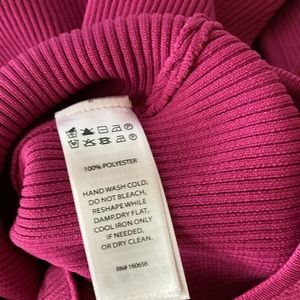 100% POLYESTER
HAND WASH COLD,
DO NOT BLEACH,
RESHAPE WHILE
DAMP,DRY FLAT,
COOL IRON ONLY
IF NEEDED,
OR DRY CLEAN.
RN# 160656